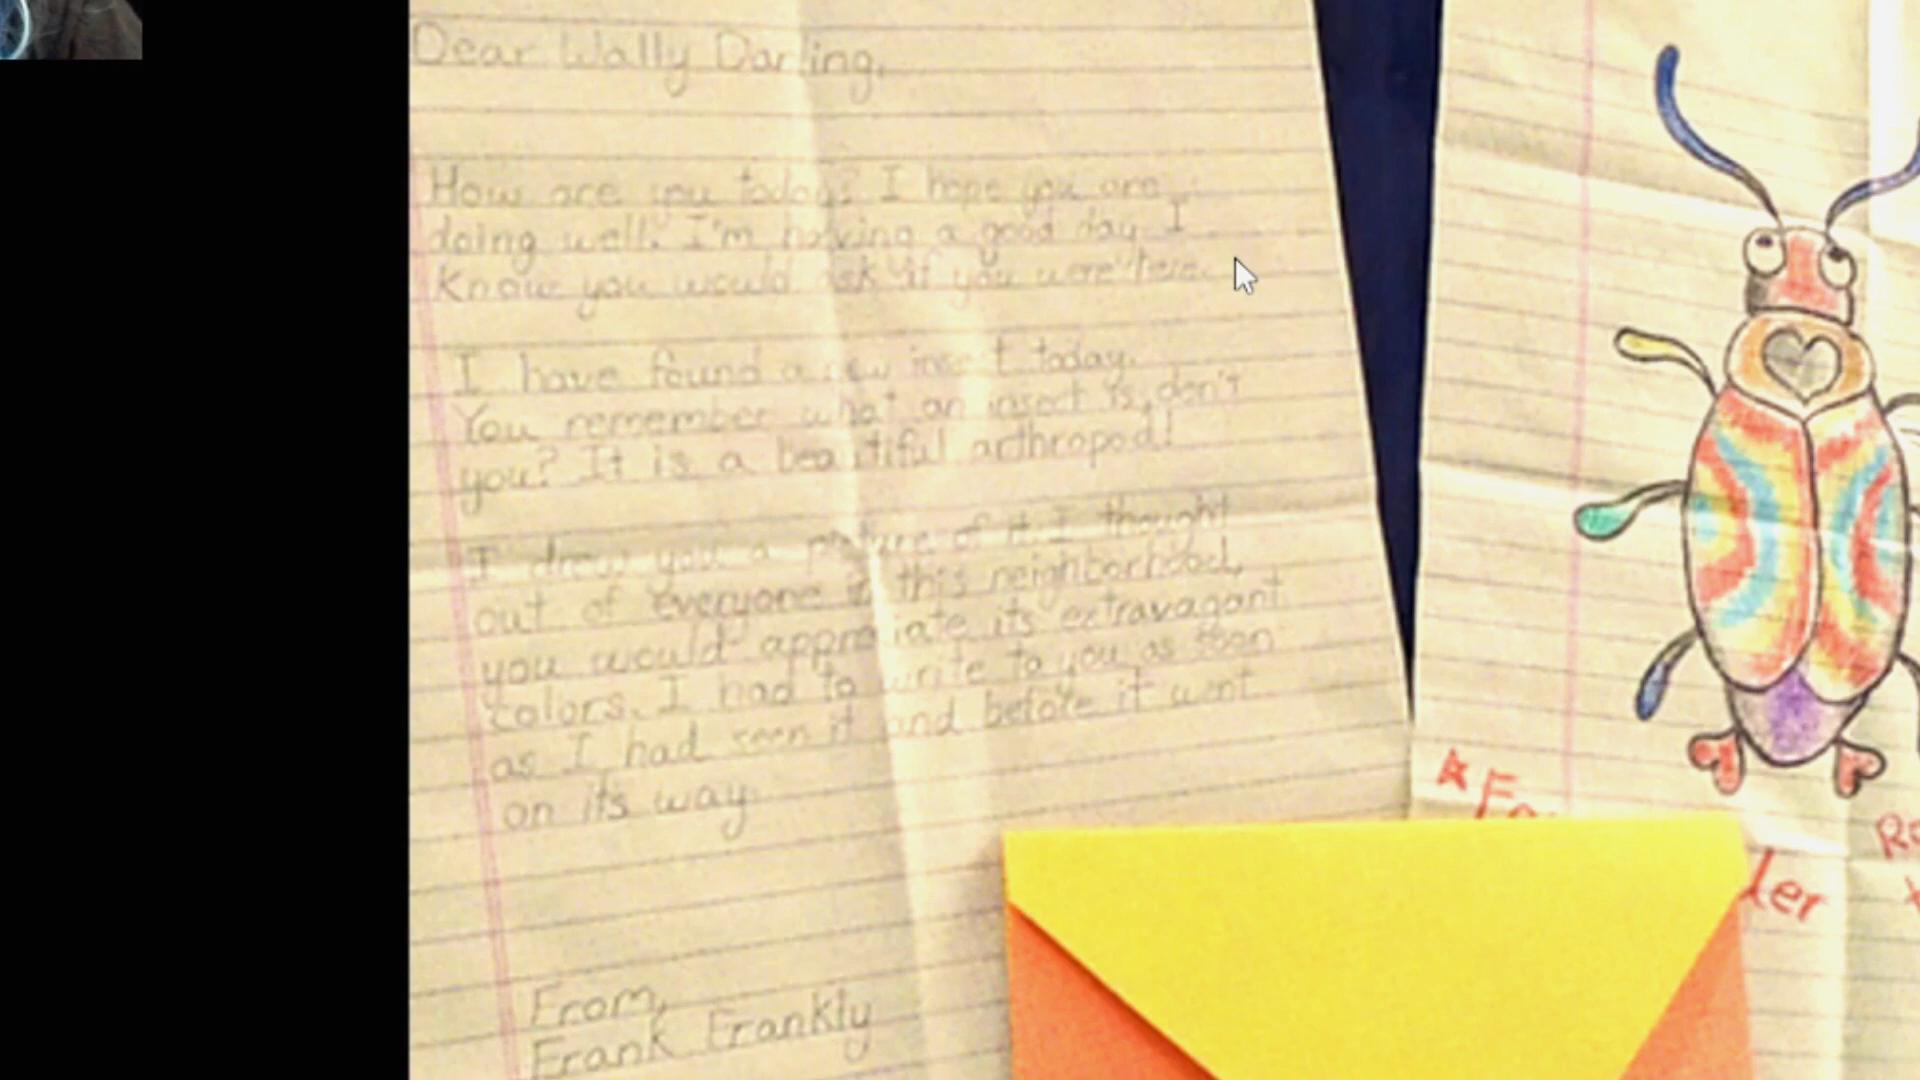 Dear Wally Darling,
How are you today? I hope you are
doing well. I'm having a good day. I
know you would ask if you were here.
I have found a new insect today.
You remember what an insect is, don't
you? It is a beautiful arthropod!
I drew you a picture of it. I thought
out of everyone in this neighborhood,
you would appreciate its extravagant
colors. I had to write to you as soon
as I had seen it and before it went
on its way.
From,
Frank Frankly